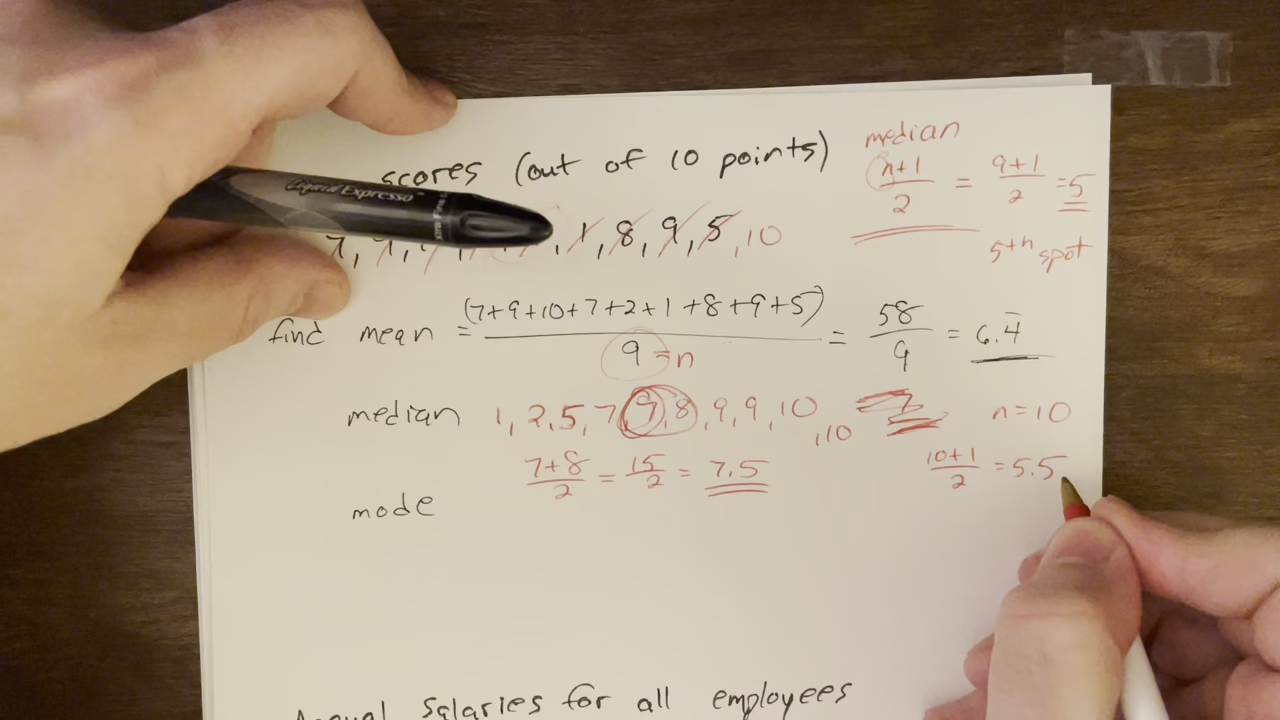 median
scores (out of 10 points)
n+1/2 = 9+1/2 = 5
7, 1, 8, 9, 5, 10
5th spot
find mean = (7+9+10+7+2+1+8+9+5)/9 = n = 58/9 = 6.4̄
median 1, 2, 5, 7, 7, 8, 9, 9, 10, 10 n=10
7+8/2 = 15/2 = 7.5 10+1/2 = 5.5
mode
Annual Salaries for all employees
Liquid Expresso